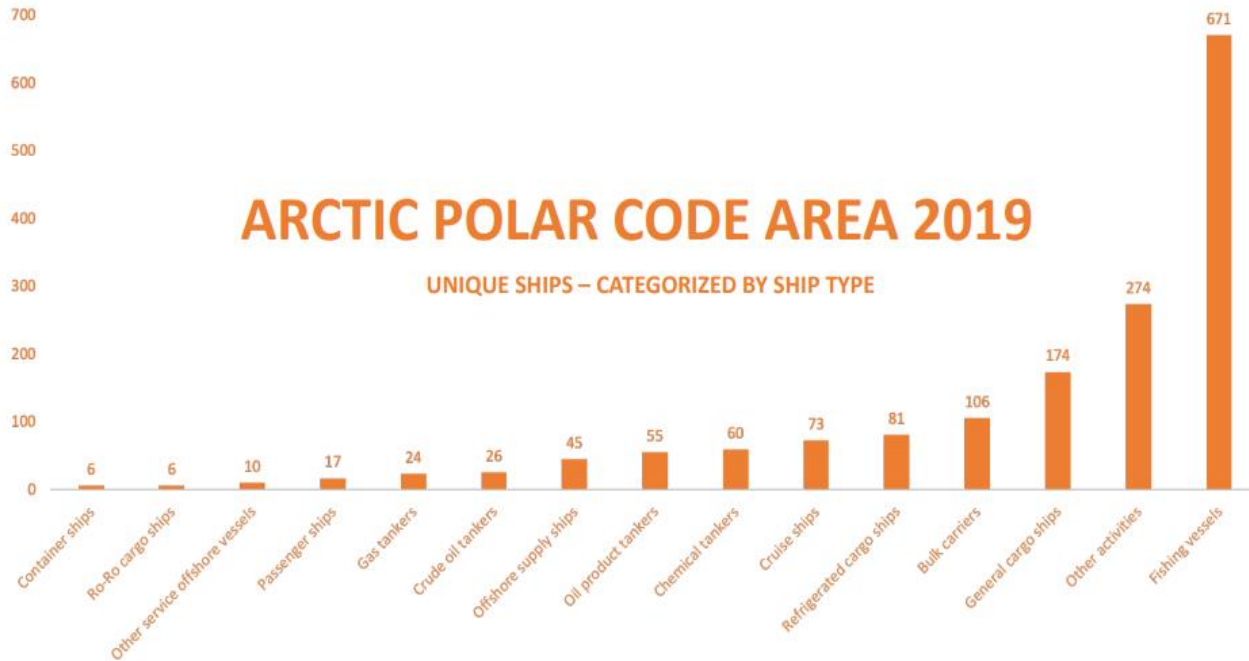 700
671
600
500
400
ARCTIC POLAR CODE AREA 2019
300
UNIQUE SHIPS – CATEGORIZED BY SHIP TYPE
274
200
174
100
106
81
73
60
55
45
26
24
17
10
6
6
0
Container ships
Ro-Ro cargo ships
Other service offshore vessels
Passenger ships
Gas tankers
Crude oil tankers
Offshore supply ships
Oil product tankers
Chemical tankers
Cruise ships
Refrigerated cargo ships
Bulk carriers
General cargo ships
Other activities
Fishing vessels